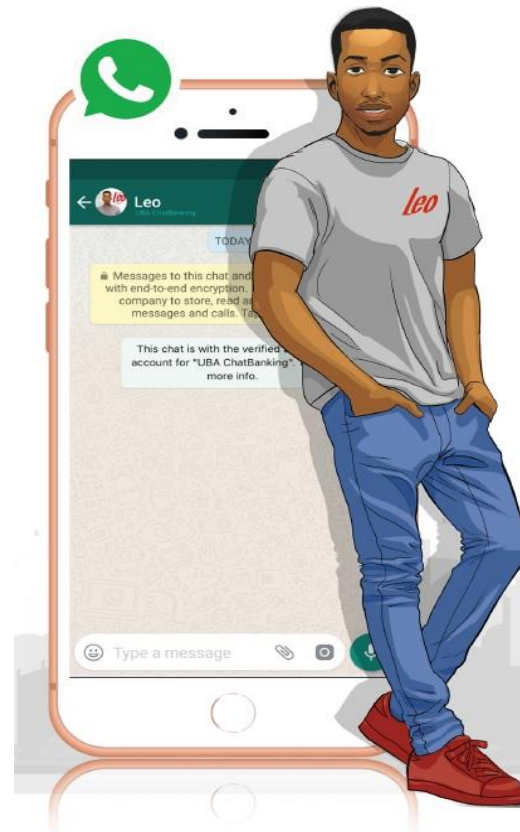 Leo
UBA ChatBanking
TODAY
Messages to this chat and
with end-to-end encryption.
company to store, read an
messages and calls. Ta
This chat is with the verified
account for "UBA ChatBanking".
more info.
Type a message
Leo